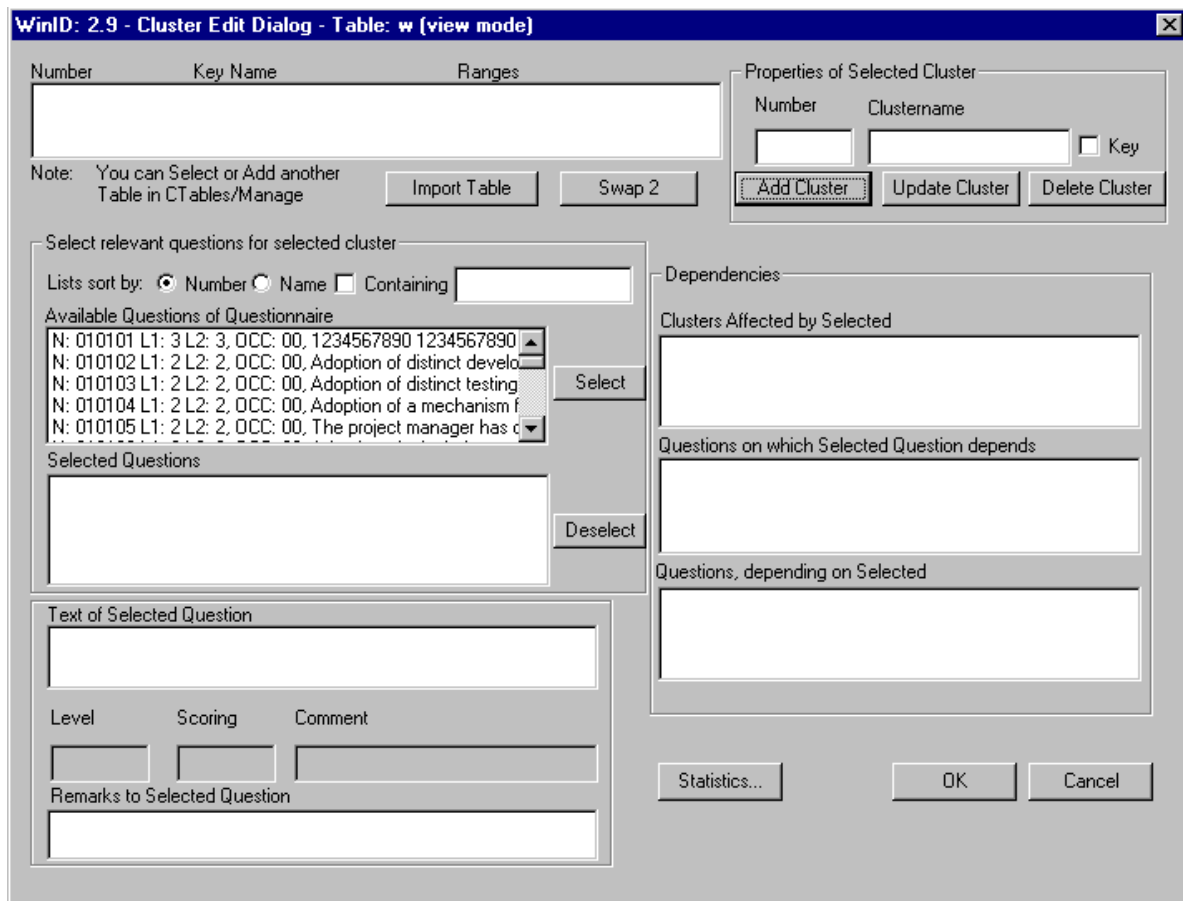 WinID: 2.9 - Cluster Edit Dialog - Table: w (view mode)
Number Key Name Ranges
Properties of Selected Cluster
Number Clustername
Key
Note: You can Select or Add another
Table in CTables/Manage
Import Table Swap 2
Add Cluster Update Cluster Delete Cluster
Select relevant questions for selected cluster
Lists sort by: Number Name Containing
Available Questions of Questionnaire
N: 010101 L1: 3 L2: 3, OCC: 00, 1234567890 1234567890
N: 010102 L1: 2 L2: 2, OCC: 00, Adoption of distinct develo
N: 010103 L1: 2 L2: 2, OCC: 00, Adoption of distinct testing
N: 010104 L1: 2 L2: 2, OCC: 00, Adoption of a mechanism f
N: 010105 L1: 2 L2: 2, OCC: 00, The project manager has c
Select
Selected Questions
Deselect
Dependencies
Clusters Affected by Selected
Questions on which Selected Question depends
Questions, depending on Selected
Text of Selected Question
Level Scoring Comment
Remarks to Selected Question
Statistics... OK Cancel